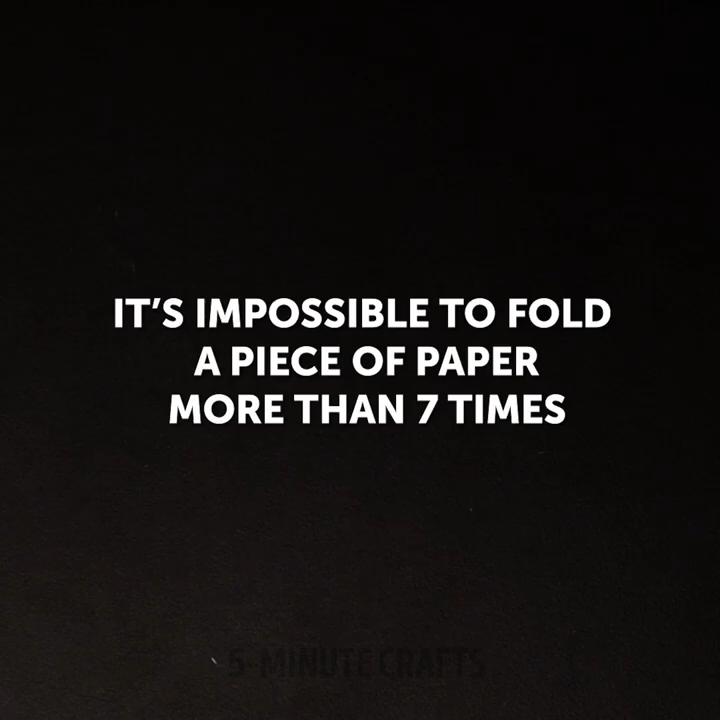 IT’S IMPOSSIBLE TO FOLD
A PIECE OF PAPER
MORE THAN 7 TIMES
5-MINUTE CRAFTS